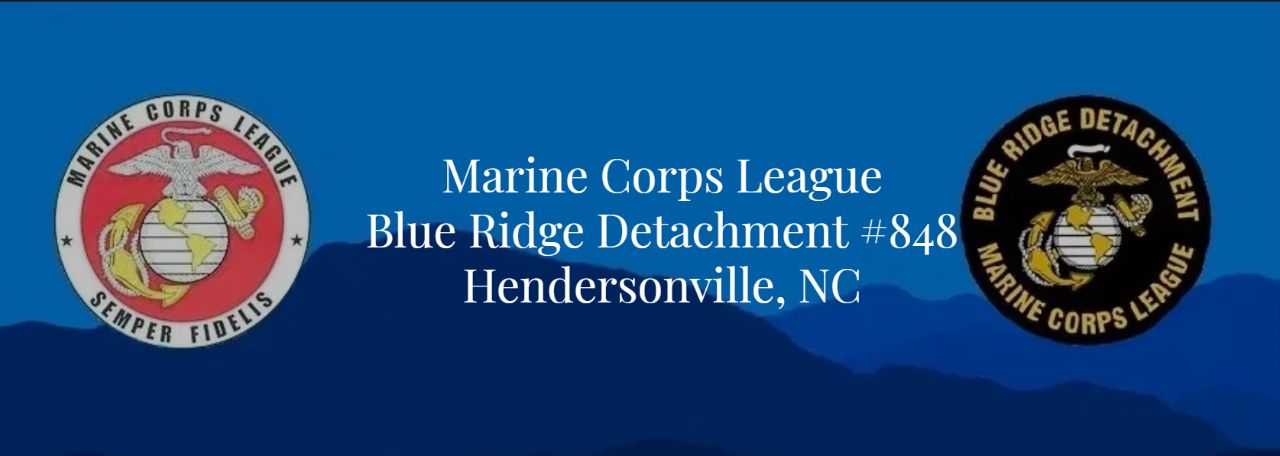 MARINE CORPS LEAGUE
SEMPER FIDELIS
Marine Corps League
Blue Ridge Detachment #848
Hendersonville, NC
BLUE RIDGE DETACHMENT
MARINE CORPS LEAGUE